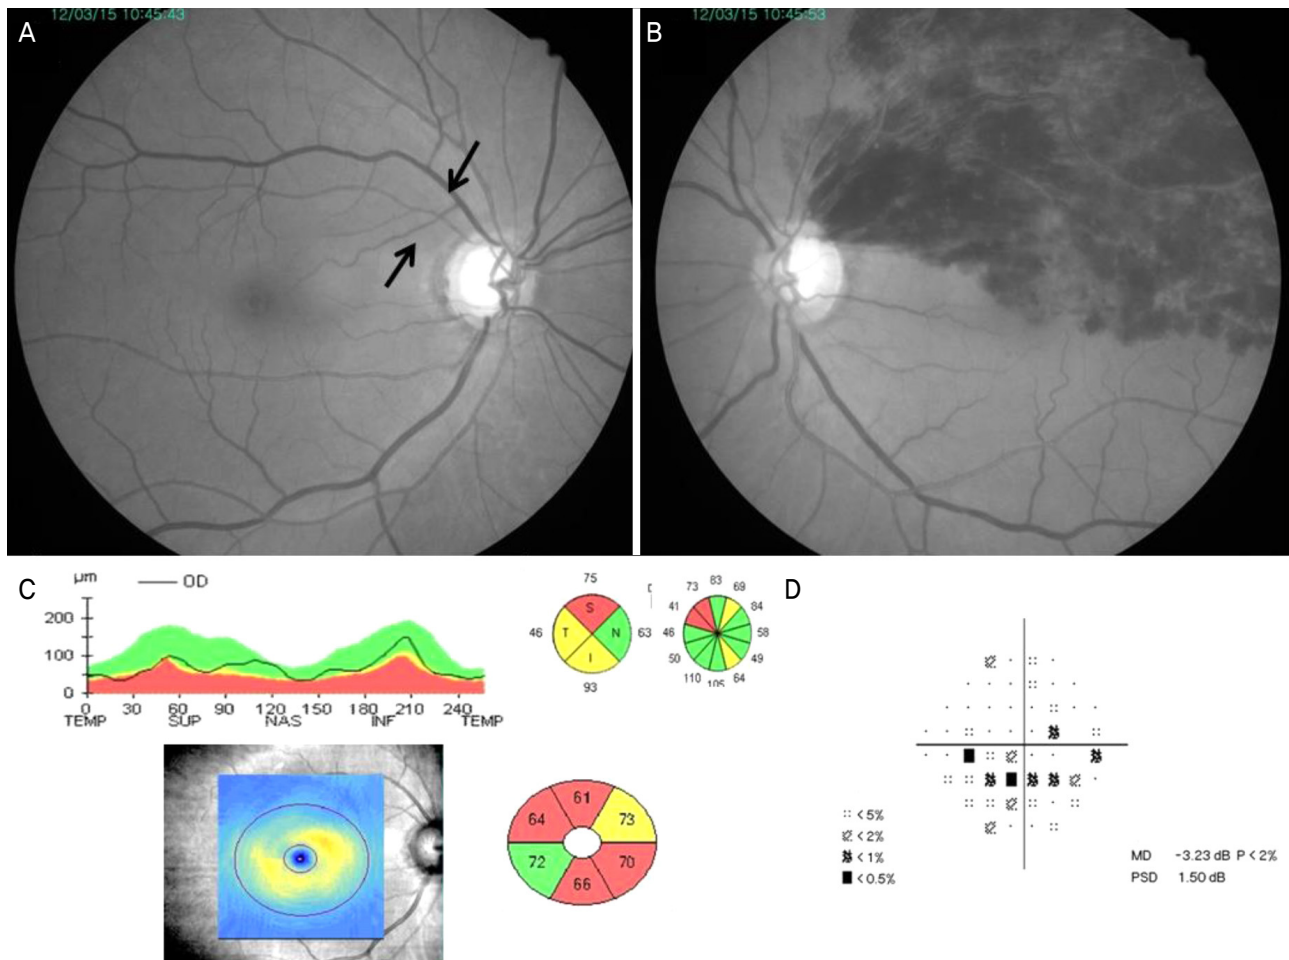 A
12/03/15 10:45:43
B
12/03/15 10:45:53
C
µm
OD
200
100
0
0 30 60 90 120 150 180 210 240
TEMP SUP NAS INF TEMP
75
S
46 T N 63
I
93
83
73 69
41 84
46 58
50 49
110 64
105
61
64 73
72 70
66
D
< 5%
< 2%
< 1%
< 0.5%
MD -3.23 dB P < 2%
PSD 1.50 dB